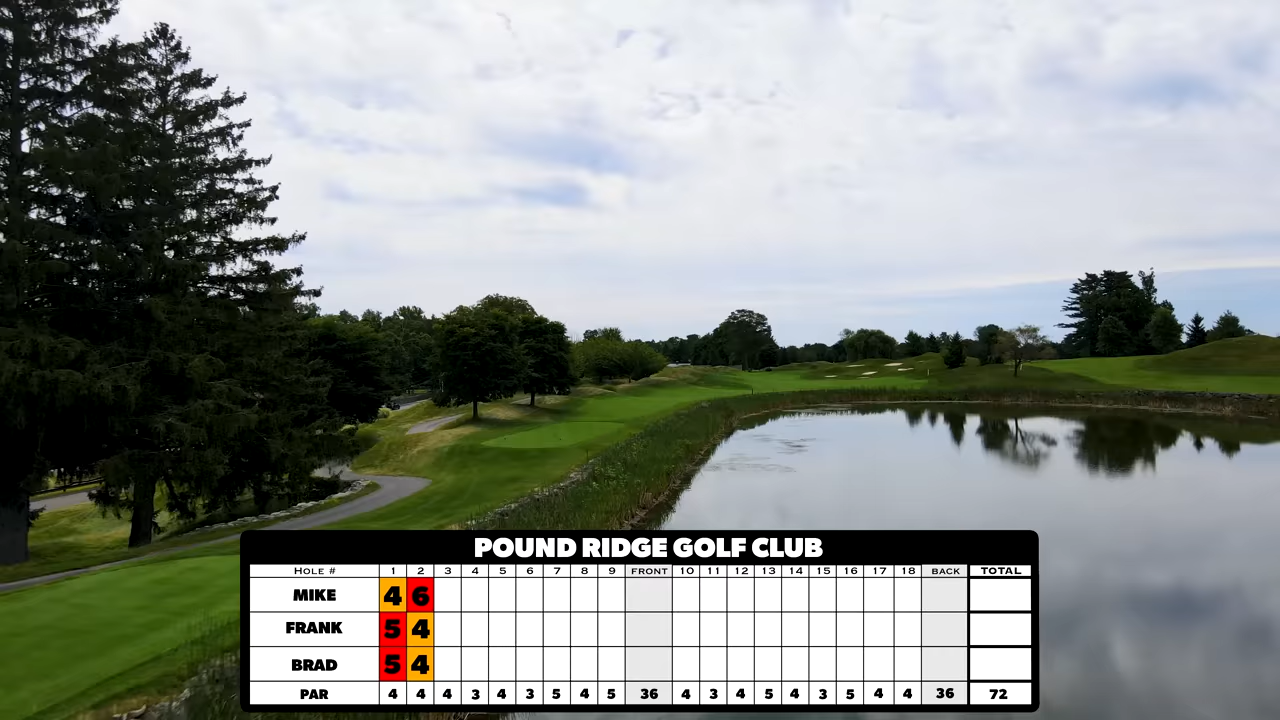 POUND RIDGE GOLF CLUB
HOLE # 1 2 3 4 5 6 7 8 9 FRONT 10 11 12 13 14 15 16 17 18 BACK TOTAL
MIKE 4 6
FRANK 5 4
BRAD 5 4
PAR 4 4 4 3 4 3 5 4 5 36 4 3 4 5 4 3 5 4 4 36 72